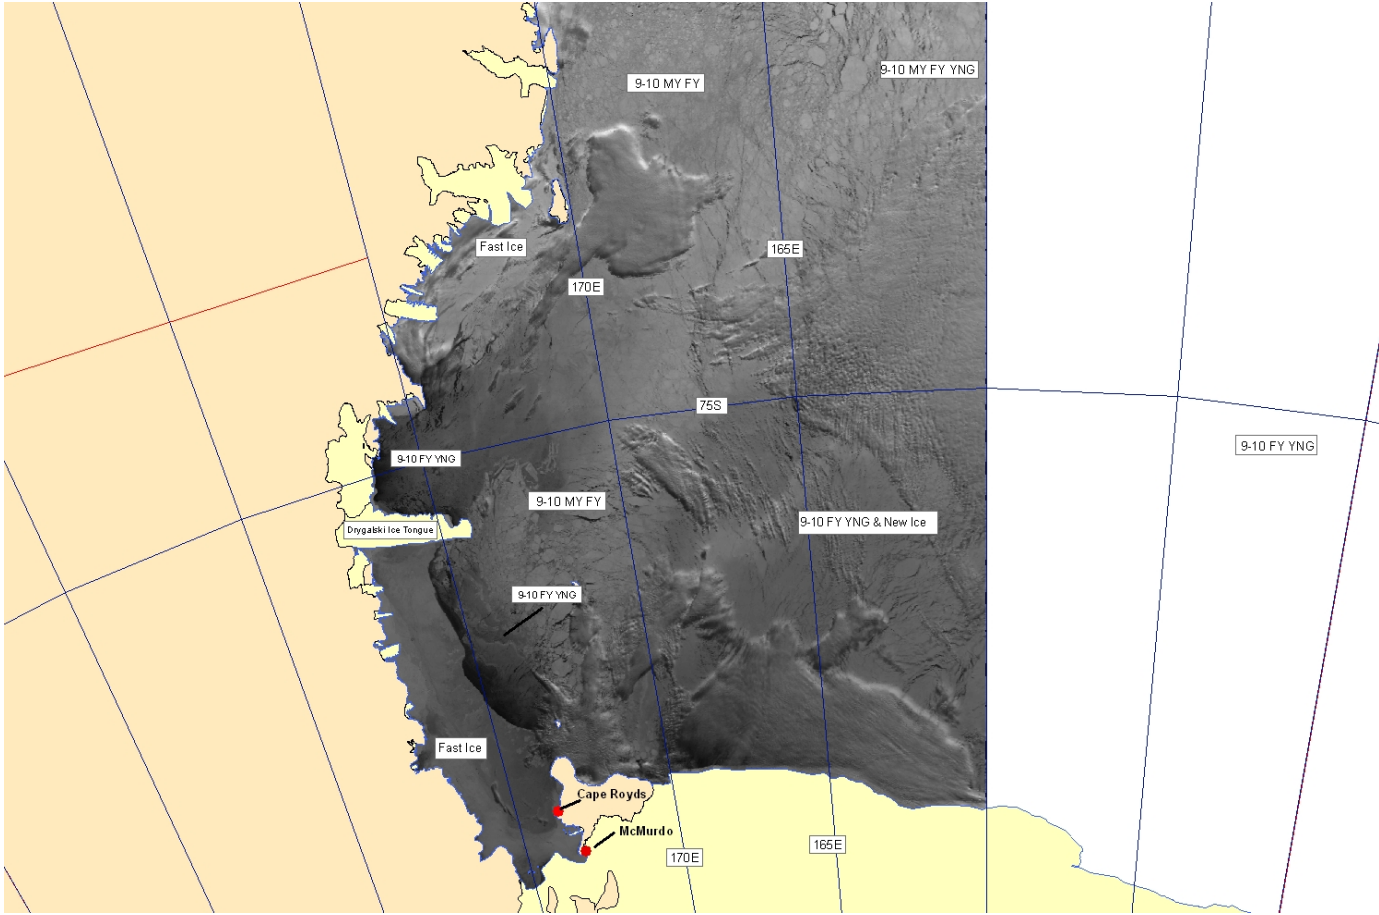 9-10 MY FY YNG
9-10 MY FY
Fast Ice
165E
170E
75S
9-10 FY YNG
9-10 FY YNG
9-10 MY FY
9-10 FY YNG & New Ice
Drygalski Ice Tongue
9-10 FY YNG
Fast Ice
Cape Royds
McMurdo
165E
170E